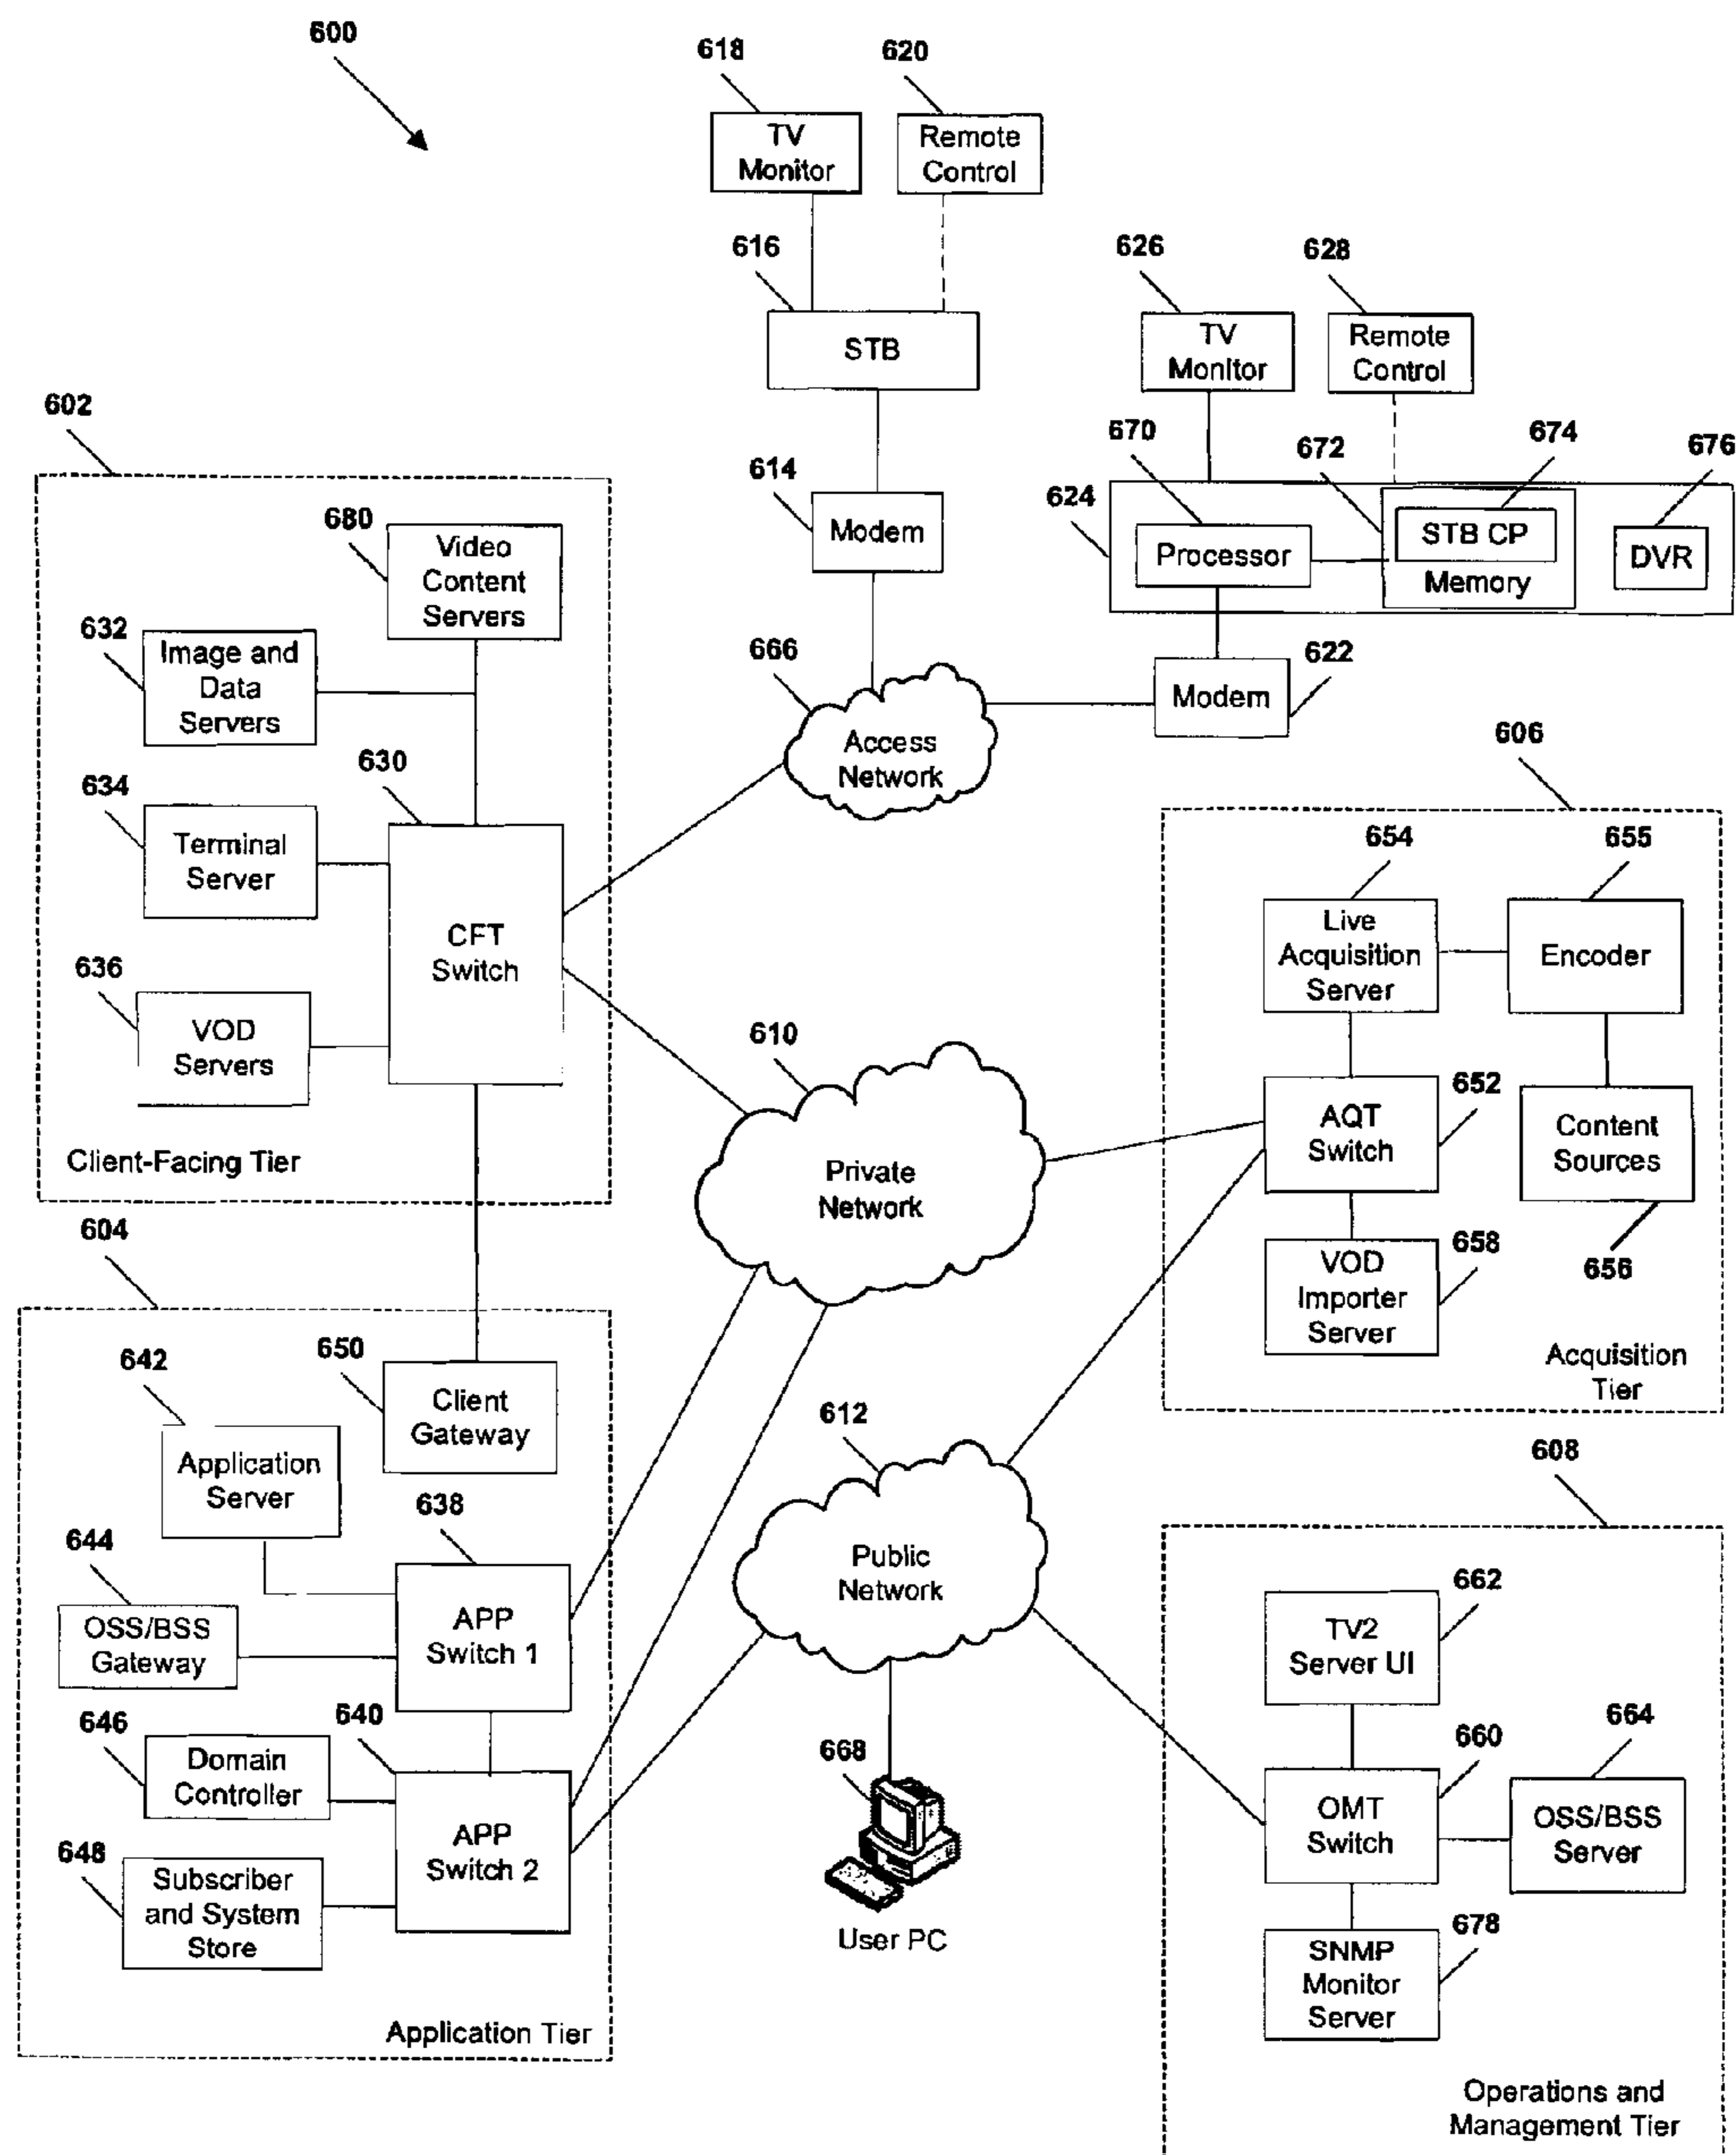 600
618
620
TV
Monitor
Remote
Control
616
STB
626
628
TV
Monitor
Remote
Control
602
614
Modem
670
672
674
676
624
Processor
STB CP
Memory
DVR
680
Video
Content
Servers
632
Image and
Data
Servers
666
Access
Network
622
Modem
634
Terminal
Server
630
CFT
Switch
636
VOD
Servers
Client-Facing Tier
606
654
655
Live
Acquisition
Server
Encoder
610
Private
Network
652
AQT
Switch
Content
Sources
656
658
VOD
Importer
Server
Acquisition
Tier
604
642
650
Client
Gateway
Application
Server
638
644
OSS/BSS
Gateway
APP
Switch 1
646
640
Domain
Controller
APP
Switch 2
648
Subscriber
and System
Store
Application Tier
612
Public
Network
668
User PC
608
662
TV2
Server UI
660
664
OMT
Switch
OSS/BSS
Server
678
SNMP
Monitor
Server
Operations and
Management Tier